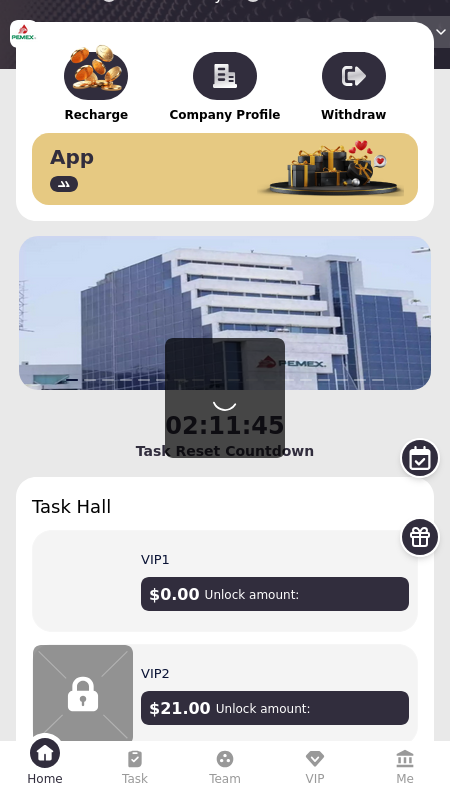 PEMEX
Recharge
Company Profile
Withdraw
App
PEMEX
02:11:45
Task Reset Countdown
Task Hall
VIP1
$0.00 Unlock amount:
VIP2
$21.00 Unlock amount:
Home
Task
Team
VIP
Me